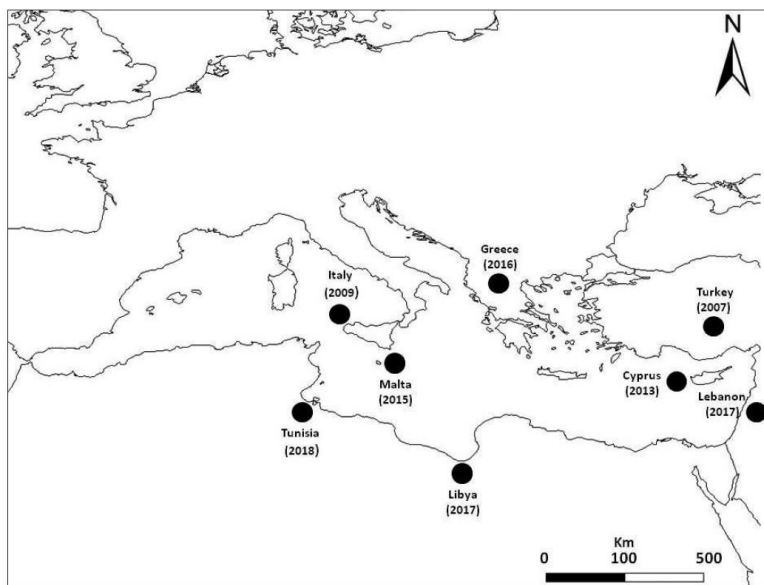 N
Greece
(2016)
Italy
(2009)
Turkey
(2007)
Malta
(2015)
Cyprus
(2013)
Lebanon
(2017)
Tunisia
(2018)
Libya
(2017)
Km
0 100 500